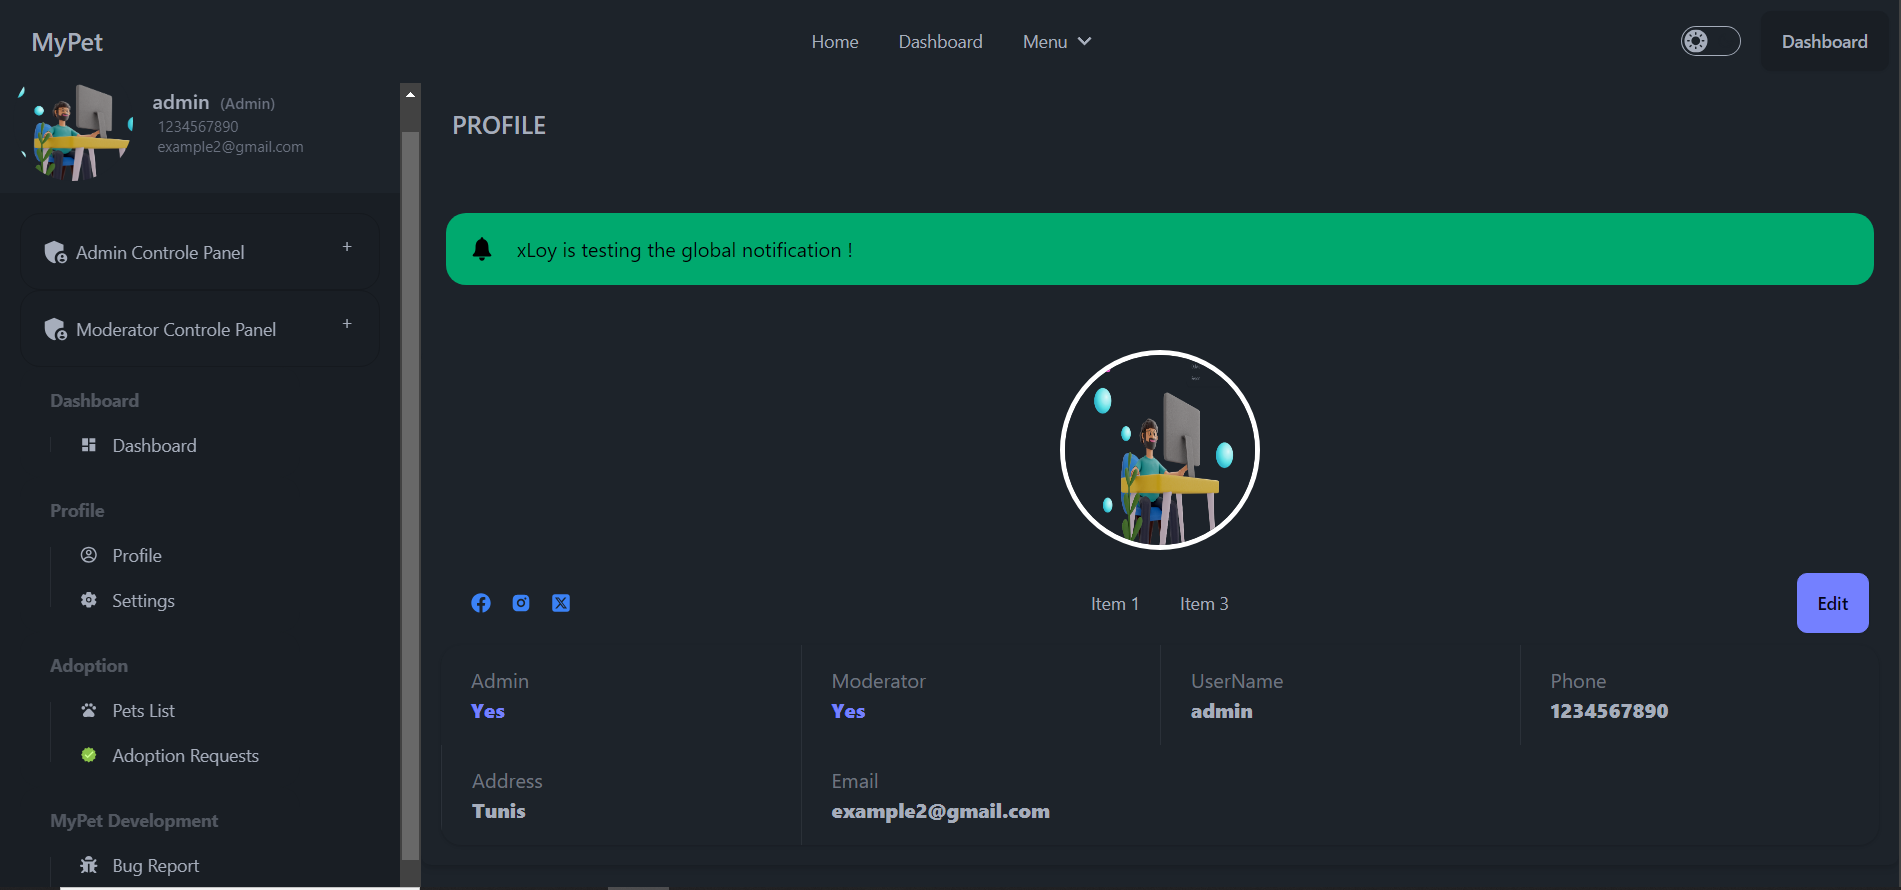 MyPet
Home
Dashboard
Menu
Dashboard
admin (Admin)
1234567890
example2@gmail.com
Admin Controle Panel +
Moderator Controle Panel +
Dashboard
Dashboard
Profile
Profile
Settings
Adoption
Pets List
Adoption Requests
MyPet Development
Bug Report
PROFILE
xLoy is testing the global notification !
Item 1
Item 3
Edit
Admin
Yes
Moderator
Yes
UserName
admin
Phone
1234567890
Address
Tunis
Email
example2@gmail.com